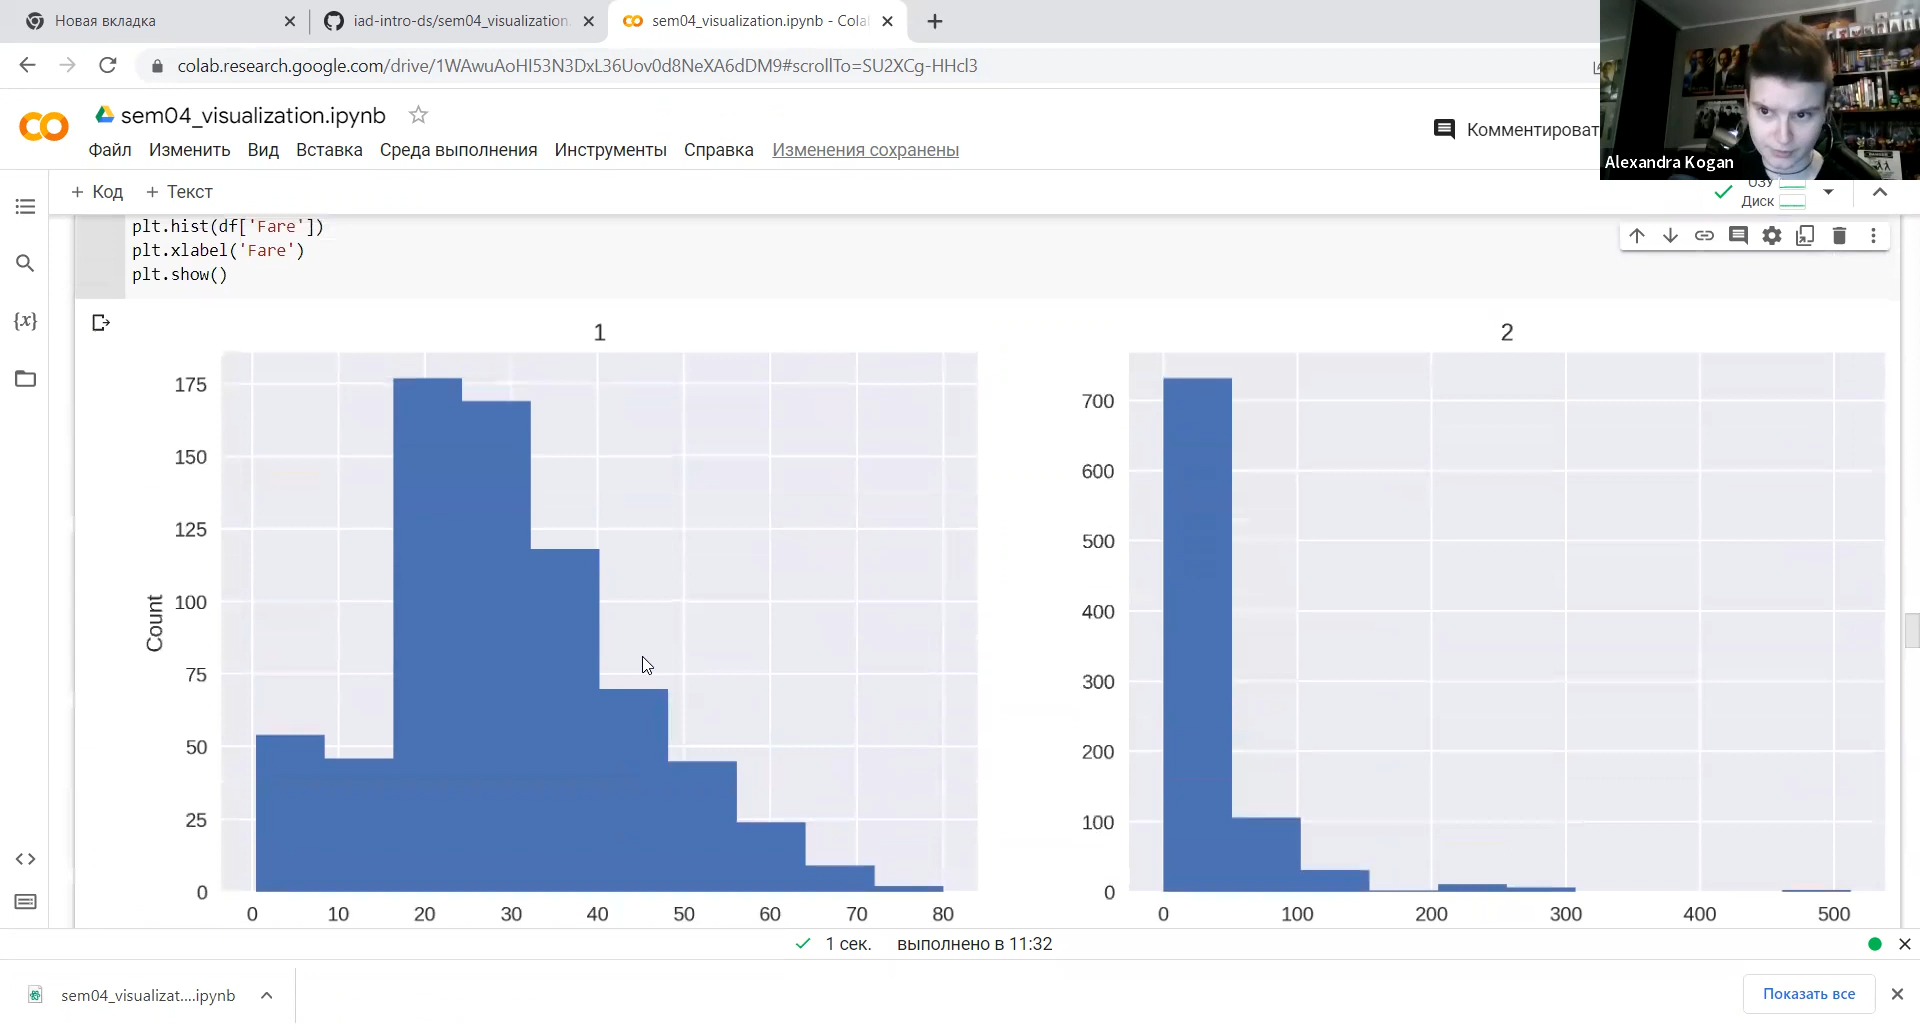 Новая вкладка
iad-intro-ds/sem04_visualization.
sem04_visualization.ipynb - Cola
colab.research.google.com/drive/1WAwuAoHI53N3DxL36Uov0d8NeXA6dDM9#scrollTo=SU2XCg-HHcl3
sem04_visualization.ipynb
Комментироват
Файл Изменить Вид Вставка Среда выполнения Инструменты Справка Изменения сохранены
Alexandra Kogan
+ Код + Текст
ОЗУ
Диск
plt.hist(df['Fare'])
plt.xlabel('Fare')
plt.show()
{x}
1
175
150
125
100
75
50
25
0
Count
0 10 20 30 40 50 60 70 80
2
700
600
500
400
300
200
100
0
0 100 200 300 400 500
1 сек. выполнено в 11:32
sem04_visualizat....ipynb
Показать все